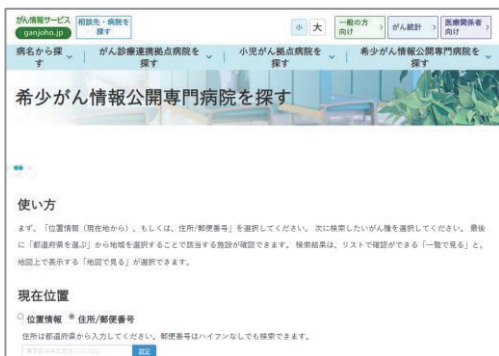 がん情報サービス
ganjoho.jp
相談先・病院を
探す
小 大
一般の方
向け
がん統計
医療関係者
向け
病名から探
す
がん診療連携拠点病院を
探す
小児がん拠点病院を
探す
希少がん情報公開専門病院を
探す
希少がん情報公開専門病院を探す
使い方
まず、「位置情報（現在地から）、もしくは、住所/郵便番号」を選択してください。 次に検索したいがん種を選択してください。 最後
に「都道府県を選ぶ」から地域を選択することで該当する施設が確認できます。 検索結果は、リストで確認ができる「一覧で見る」と、
地図上で表示する「地図で見る」が選択できます。
現在位置
位置情報 住所/郵便番号
住所は都道府県から入力してください。郵便番号はハイフンなしでも検索できます。
設定